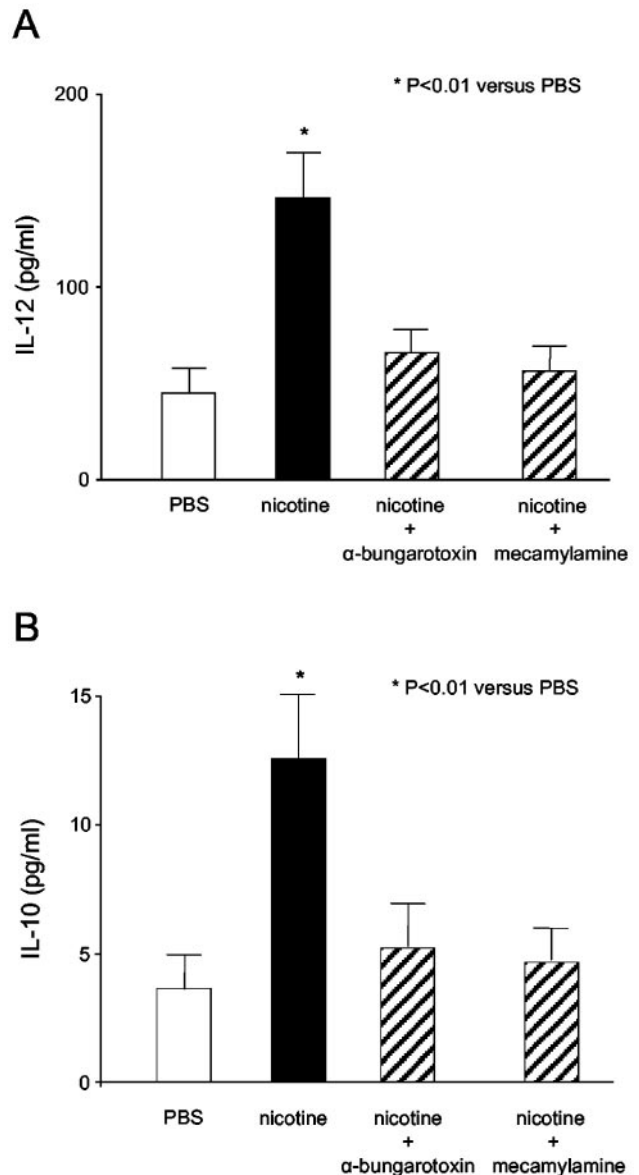 A
* P<0.01 versus PBS
200
*
IL-12 (pg/ml)
100
0
PBS
nicotine
nicotine
+
α-bungarotoxin
nicotine
+
mecamylamine
B
* P<0.01 versus PBS
15
*
10
IL-10 (pg/ml)
5
0
PBS
nicotine
nicotine
+
α-bungarotoxin
nicotine
+
mecamylamine